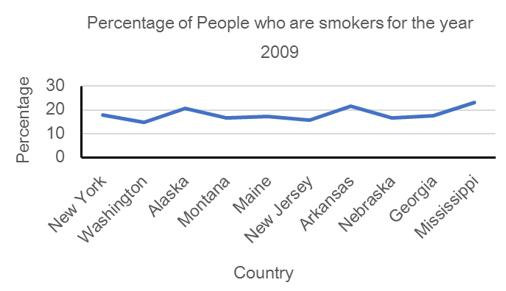 Percentage of People who are smokers for the year
2009
Percentage
30
20
10
0
New York
Washington
Alaska
Montana
Maine
New Jersey
Arkansas
Nebraska
Georgia
Mississippi
Country